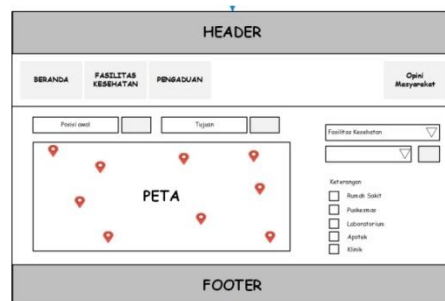 HEADER
BERANDA
FASILITAS
KESEHATAN
PENGADUAN
Opini
Masyarakat
Posisi awal
Tujuan
Fasilitas Kesehatan
PETA
Keterangan
Rumah Sakit
Puskesmas
Laboratorium
Apotek
Klinik
FOOTER